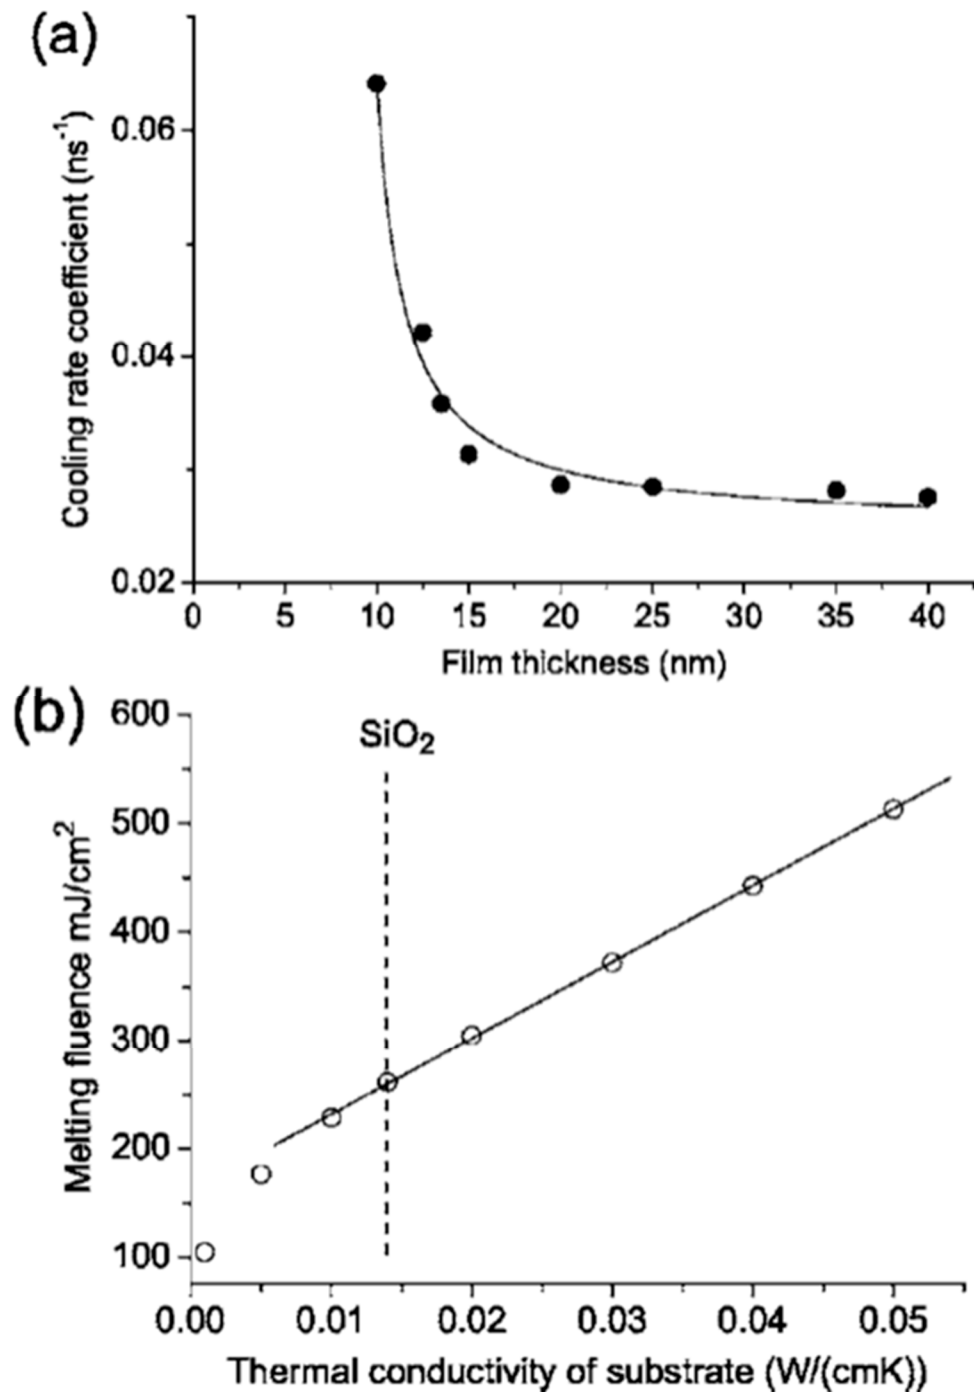 (a)
Cooling rate coefficient (ns⁻¹)
0.06
0.04
0.02
0 5 10 15 20 25 30 35 40
Film thickness (nm)
(b)
SiO₂
Melting fluence mJ/cm²
600
500
400
300
200
100
0.00 0.01 0.02 0.03 0.04 0.05
Thermal conductivity of substrate (W/(cmK))